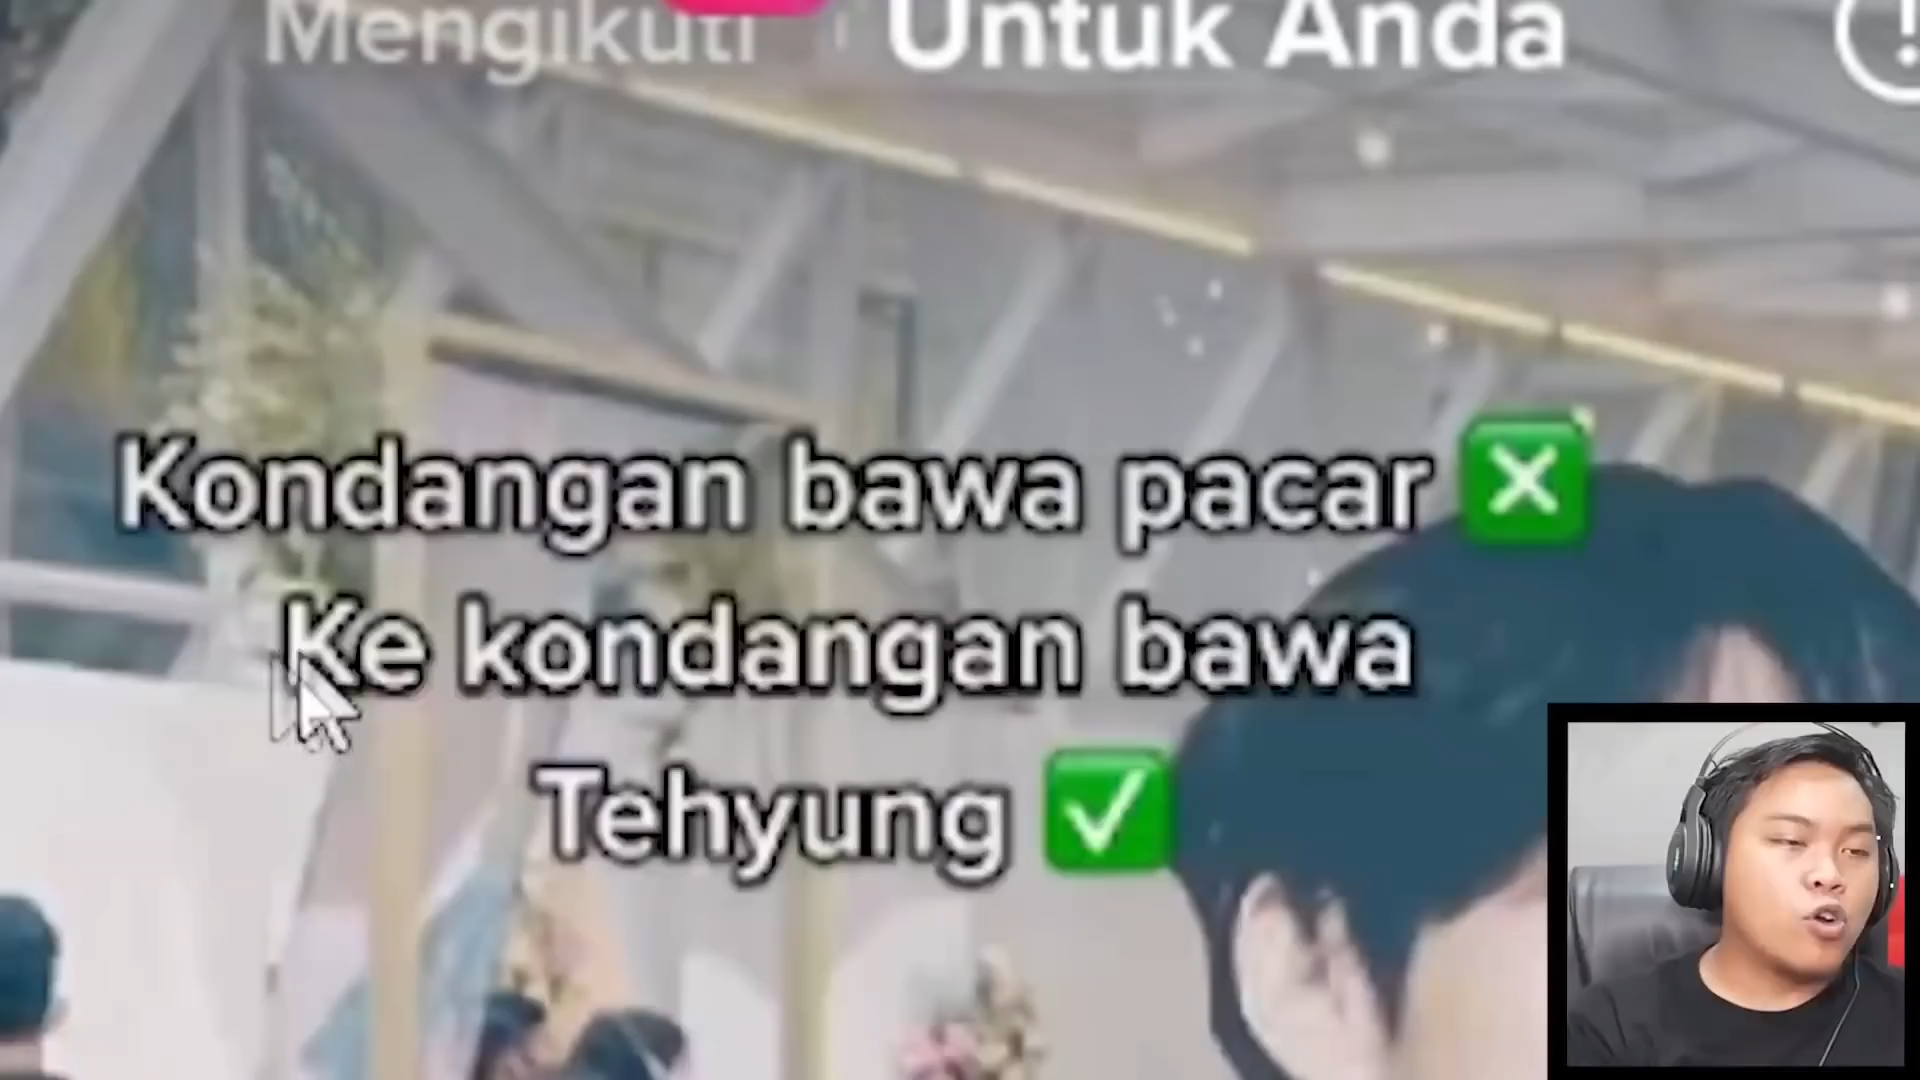 Mengikuti
Untuk Anda
Kondangan bawa pacar ❎
Ke kondangan bawa
Tehyung ✅